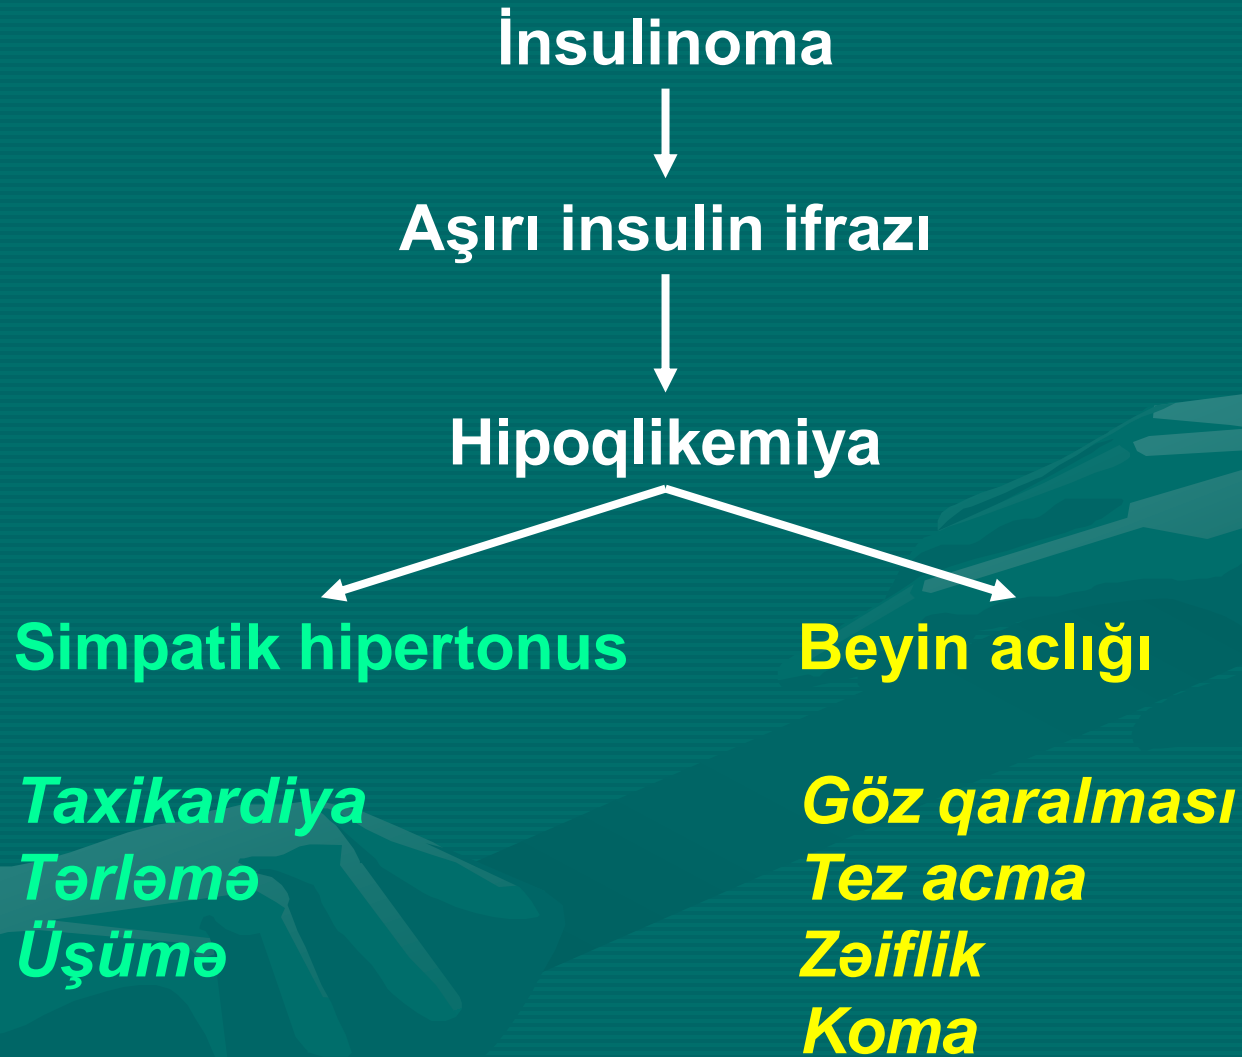 İnsulinoma
Aşırı insulin ifrazı
Hipoqlikemiya
Simpatik hipertonus
Beyin aclığı
Taxikardiya
Tərləmə
Üşümə
Göz qaralması
Tez acma
Zəiflik
Koma